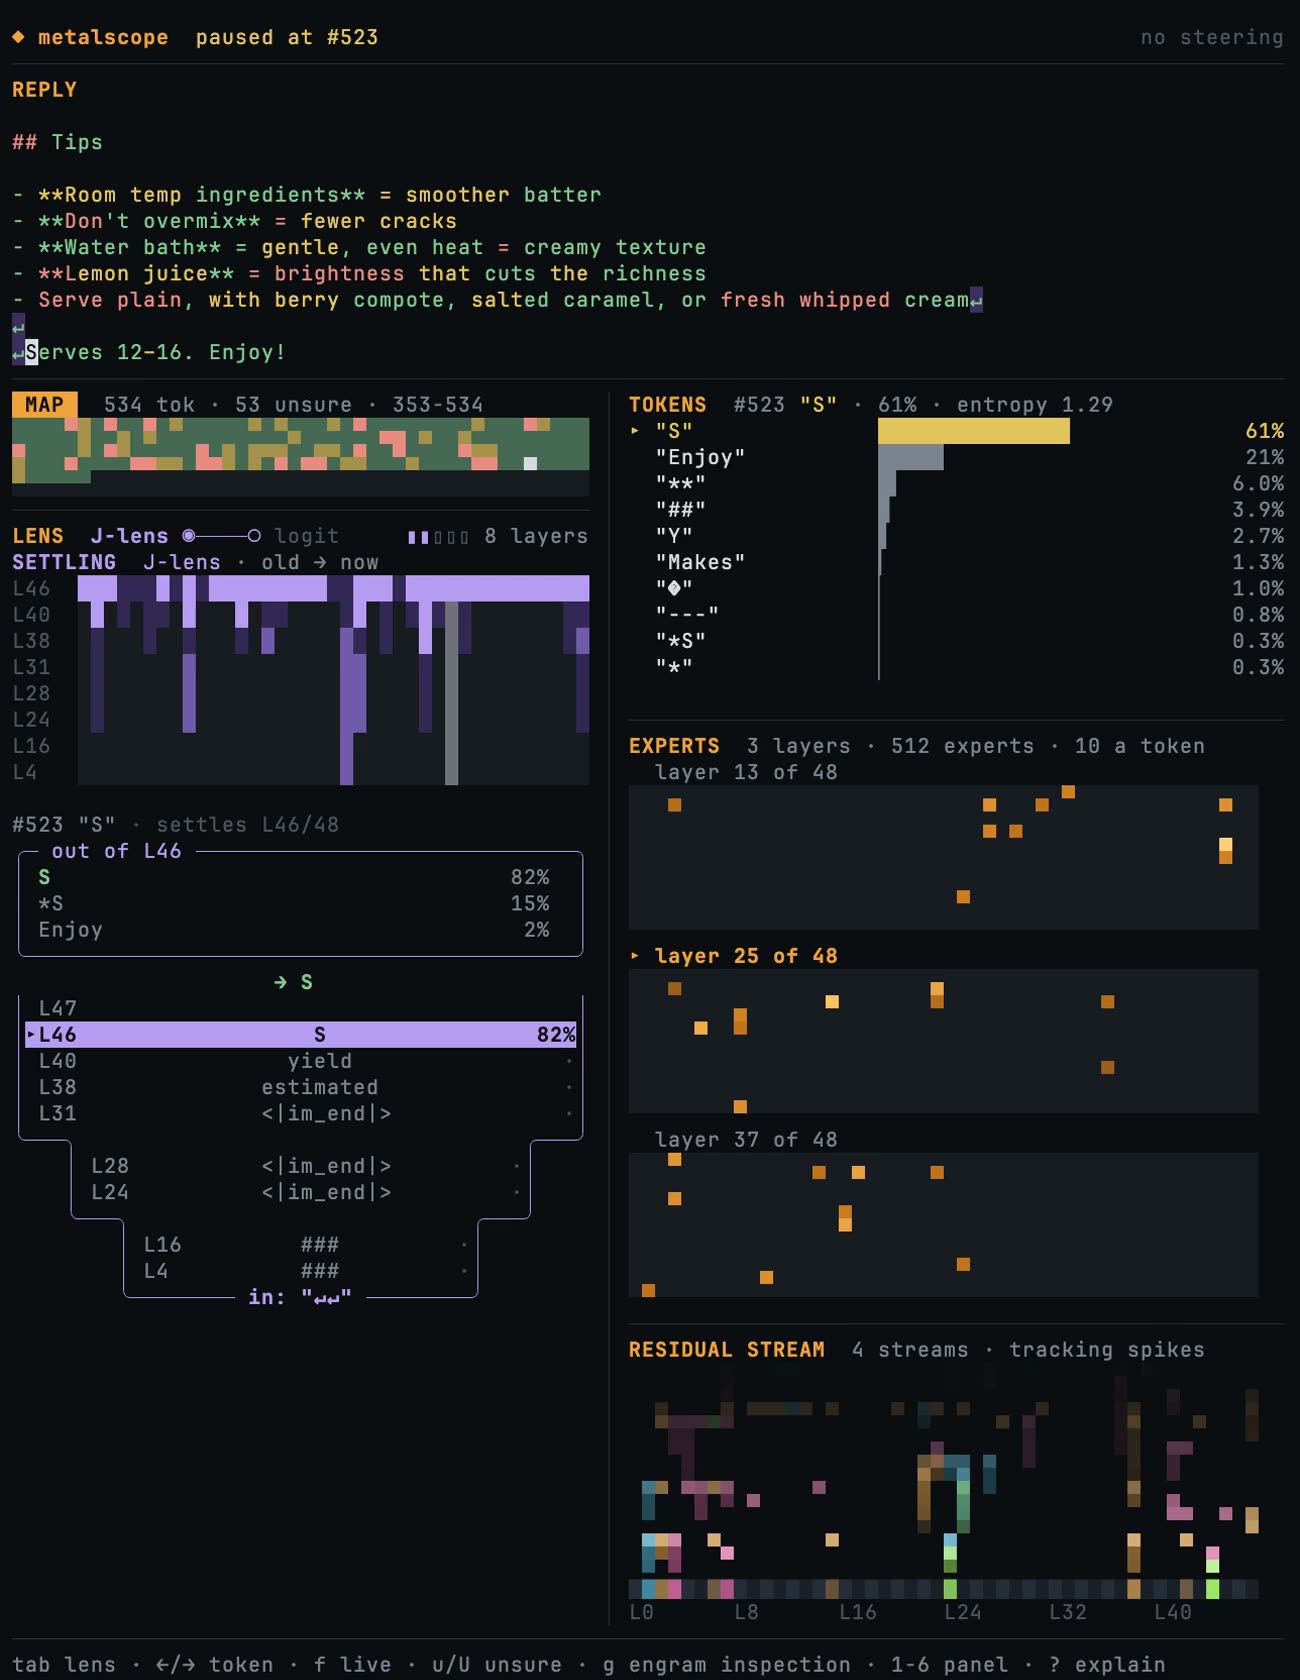 ◆ metalscope paused at #523 no steering
REPLY
## Tips
- **Room temp ingredients** = smoother batter
- **Don't overmix** = fewer cracks
- **Water bath** = gentle, even heat = creamy texture
- **Lemon juice** = brightness that cuts the richness
- Serve plain, with berry compote, salted caramel, or fresh whipped cream↵
↵
↵Serves 12–16. Enjoy!
MAP 534 tok · 53 unsure · 353-534
LENS J-lens ◉────○ logit ▮▮▯▯▯ 8 layers
SETTLING J-lens · old → now
L46
L40
L38
L31
L28
L24
L16
L4
#523 "S" · settles L46/48
out of L46
S 82%
*S 15%
Enjoy 2%
→ S
L47
▸L46 S 82%
L40 yield ·
L38 estimated ·
L31 <|im_end|> ·
L28 <|im_end|> ·
L24 <|im_end|> ·
L16 ### ·
L4 ### ·
in: "↵↵"
TOKENS #523 "S" · 61% · entropy 1.29
▸ "S" 61%
"Enjoy" 21%
"**" 6.0%
"##" 3.9%
"Y" 2.7%
"Makes" 1.3%
"�" 1.0%
"---" 0.8%
"*S" 0.3%
"*" 0.3%
EXPERTS 3 layers · 512 experts · 10 a token
layer 13 of 48
▸ layer 25 of 48
layer 37 of 48
RESIDUAL STREAM 4 streams · tracking spikes
L0 L8 L16 L24 L32 L40
tab lens · ←/→ token · f live · u/U unsure · g engram inspection · 1-6 panel · ? explain